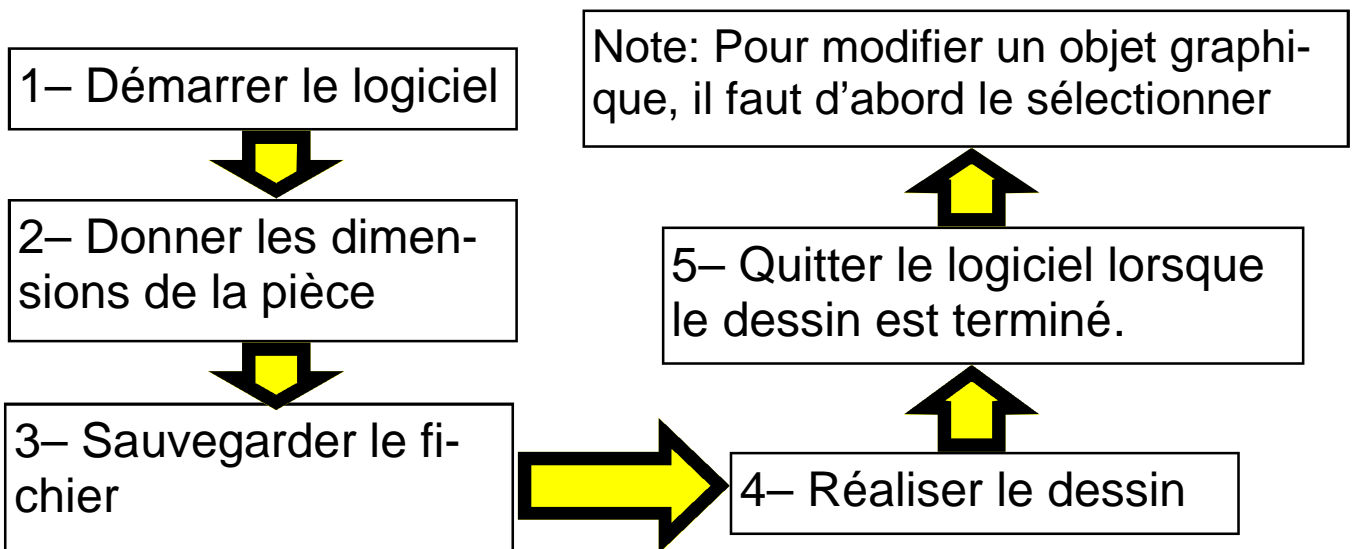 1– Démarrer le logiciel
2– Donner les dimen-
sions de la pièce
3– Sauvegarder le fi-
chier
4– Réaliser le dessin
5– Quitter le logiciel lorsque
le dessin est terminé.
Note: Pour modifier un objet graphi-
que, il faut d’abord le sélectionner